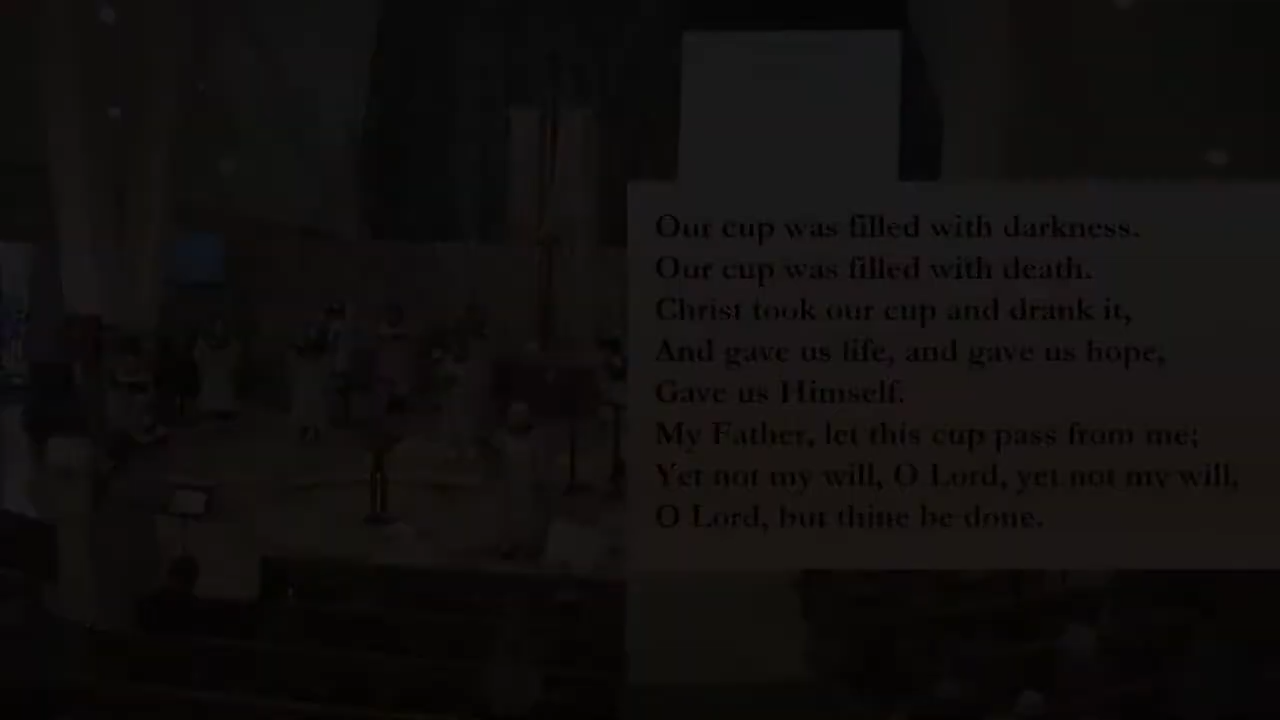 Our cup was filled with darkness.
Our cup was filled with death.
Christ took our cup and drank it,
And gave us life, and gave us hope,
Gave us Himself.
My Father, let this cup pass from me;
Yet not my will, O Lord, yet not my will,
O Lord, but thine be done.